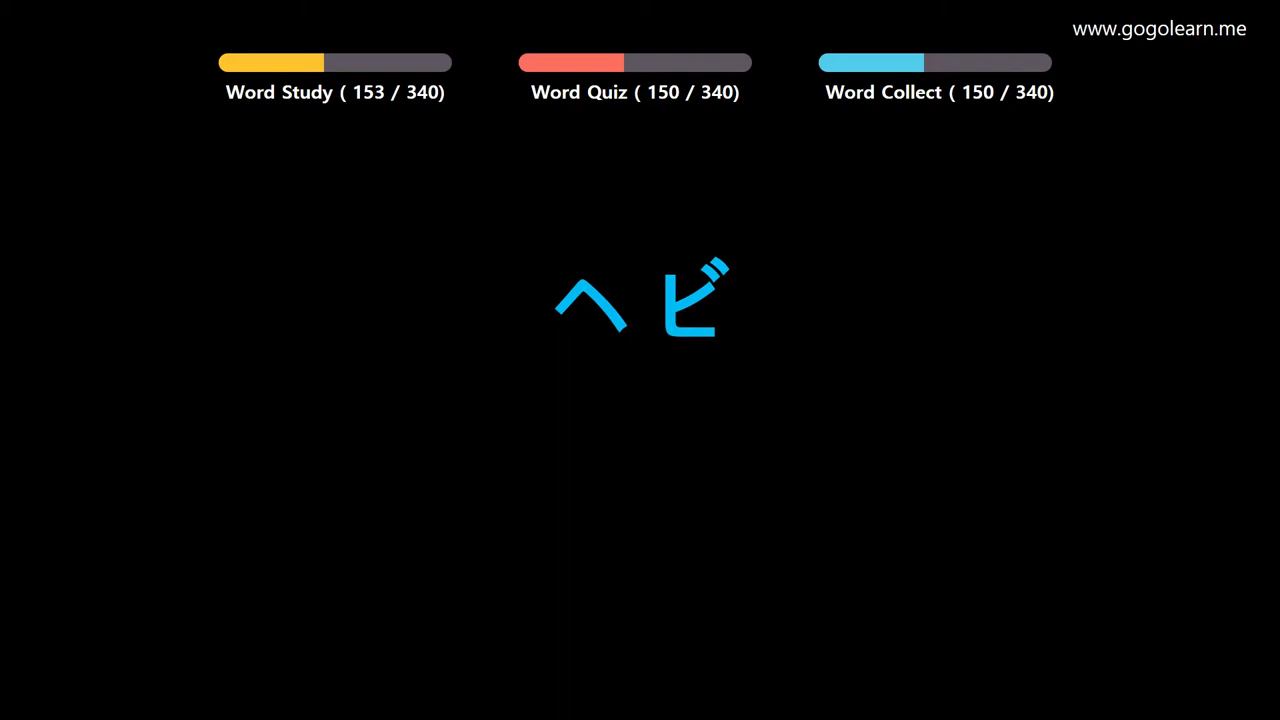 www.gogolearn.me
Word Study ( 153 / 340)
Word Quiz ( 150 / 340)
Word Collect ( 150 / 340)
ヘビ